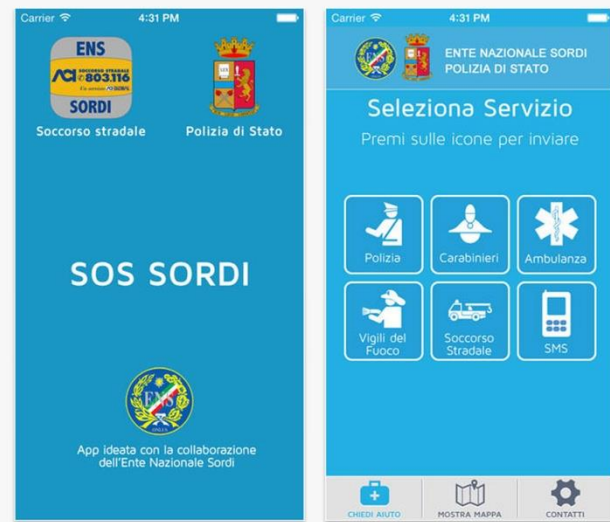 Carrier 4:31 PM
ENS
ACI SOCCORSO STRADALE
803.116
SORDI
Soccorso stradale
Polizia di Stato
SOS SORDI
ENS
App ideata con la collaborazione
dell'Ente Nazionale Sordi
Carrier 4:31 PM
ENTE NAZIONALE SORDI
POLIZIA DI STATO
Seleziona Servizio
Premi sulle icone per inviare
Polizia
Carabinieri
Ambulanza
Vigili del
Fuoco
Soccorso
Stradale
SMS
CHIEDI AIUTO
MOSTRA MAPPA
CONTATTI